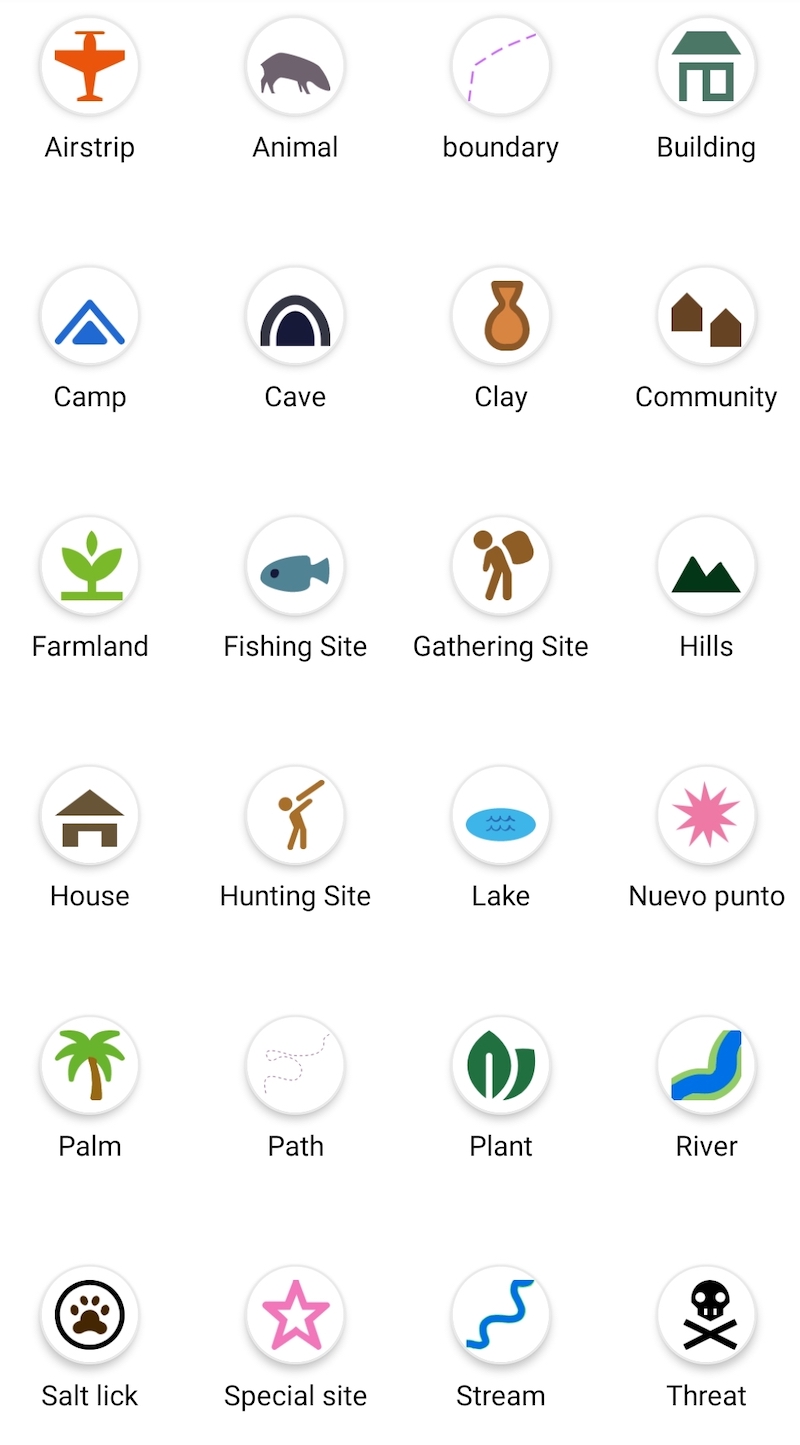 Airstrip
Animal
boundary
Building
Camp
Cave
Clay
Community
Farmland
Fishing Site
Gathering Site
Hills
House
Hunting Site
Lake
Nuevo punto
Palm
Path
Plant
River
Salt lick
Special site
Stream
Threat